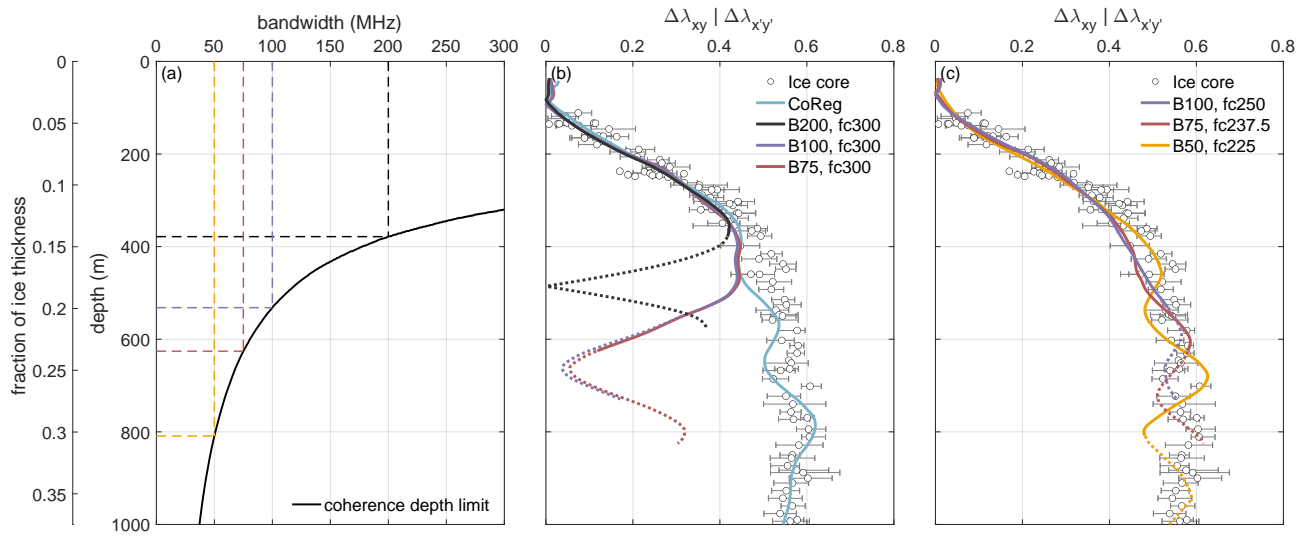 bandwidth (MHz)
0 50 100 150 200 250 300
(a)
fraction of ice thickness
0
0.05
0.1
0.15
0.2
0.25
0.3
0.35
depth (m)
0
200
400
600
800
1000
coherence depth limit
Δλxy | Δλx'y'
0 0.2 0.4 0.6 0.8
(b)
Ice core
CoReg
B200, fc300
B100, fc300
B75, fc300
Δλxy | Δλx'y'
0 0.2 0.4 0.6 0.8
(c)
Ice core
B100, fc250
B75, fc237.5
B50, fc225